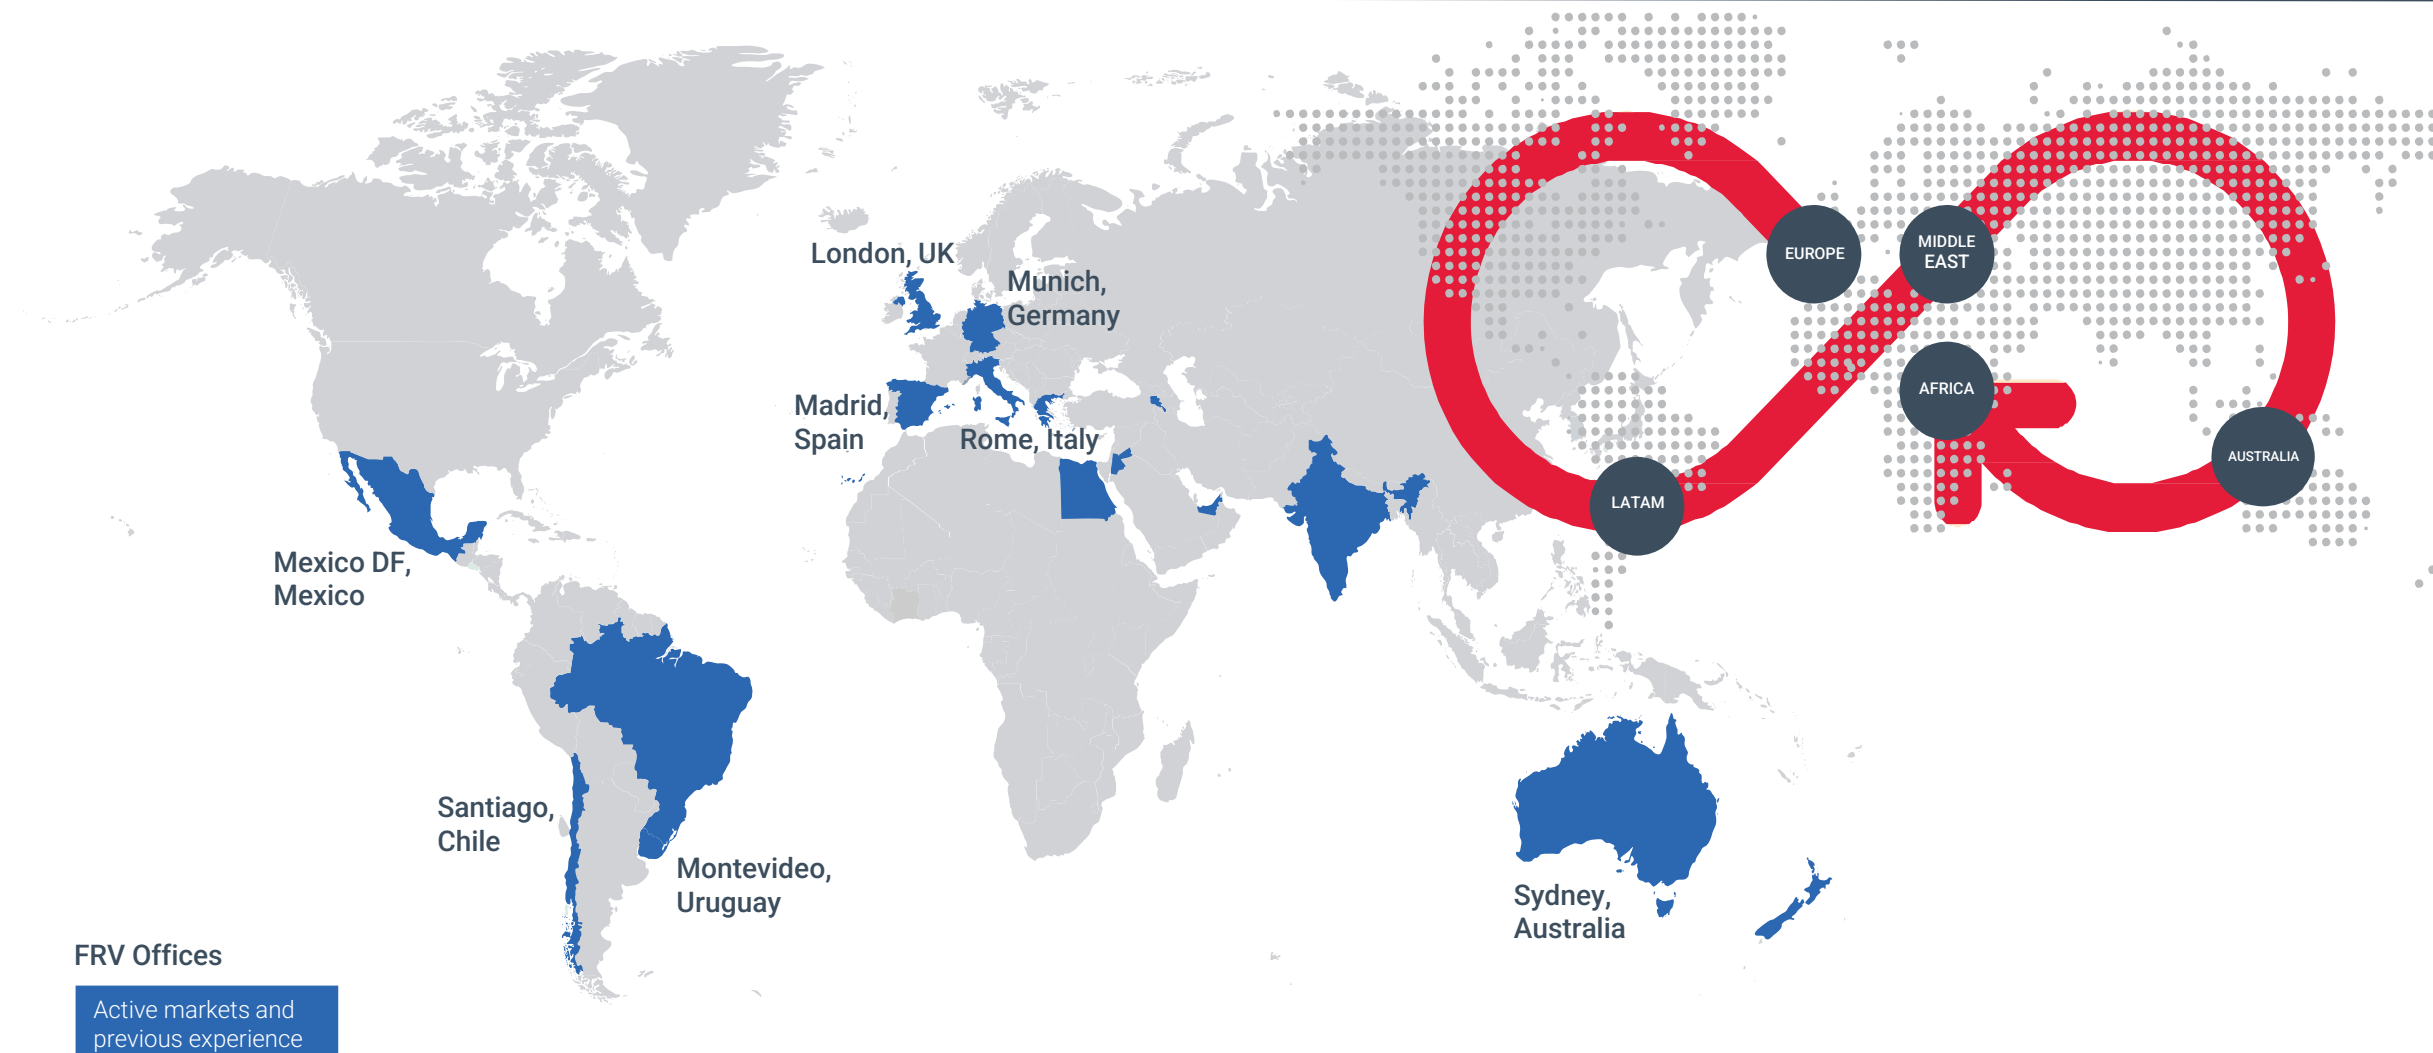 London, UK
Munich,
Germany
Madrid,
Spain
Rome, Italy
Mexico DF,
Mexico
Santiago,
Chile
Montevideo,
Uruguay
Sydney,
Australia
EUROPE
MIDDLE
EAST
AFRICA
AUSTRALIA
LATAM
FRV Offices
Active markets and
previous experience